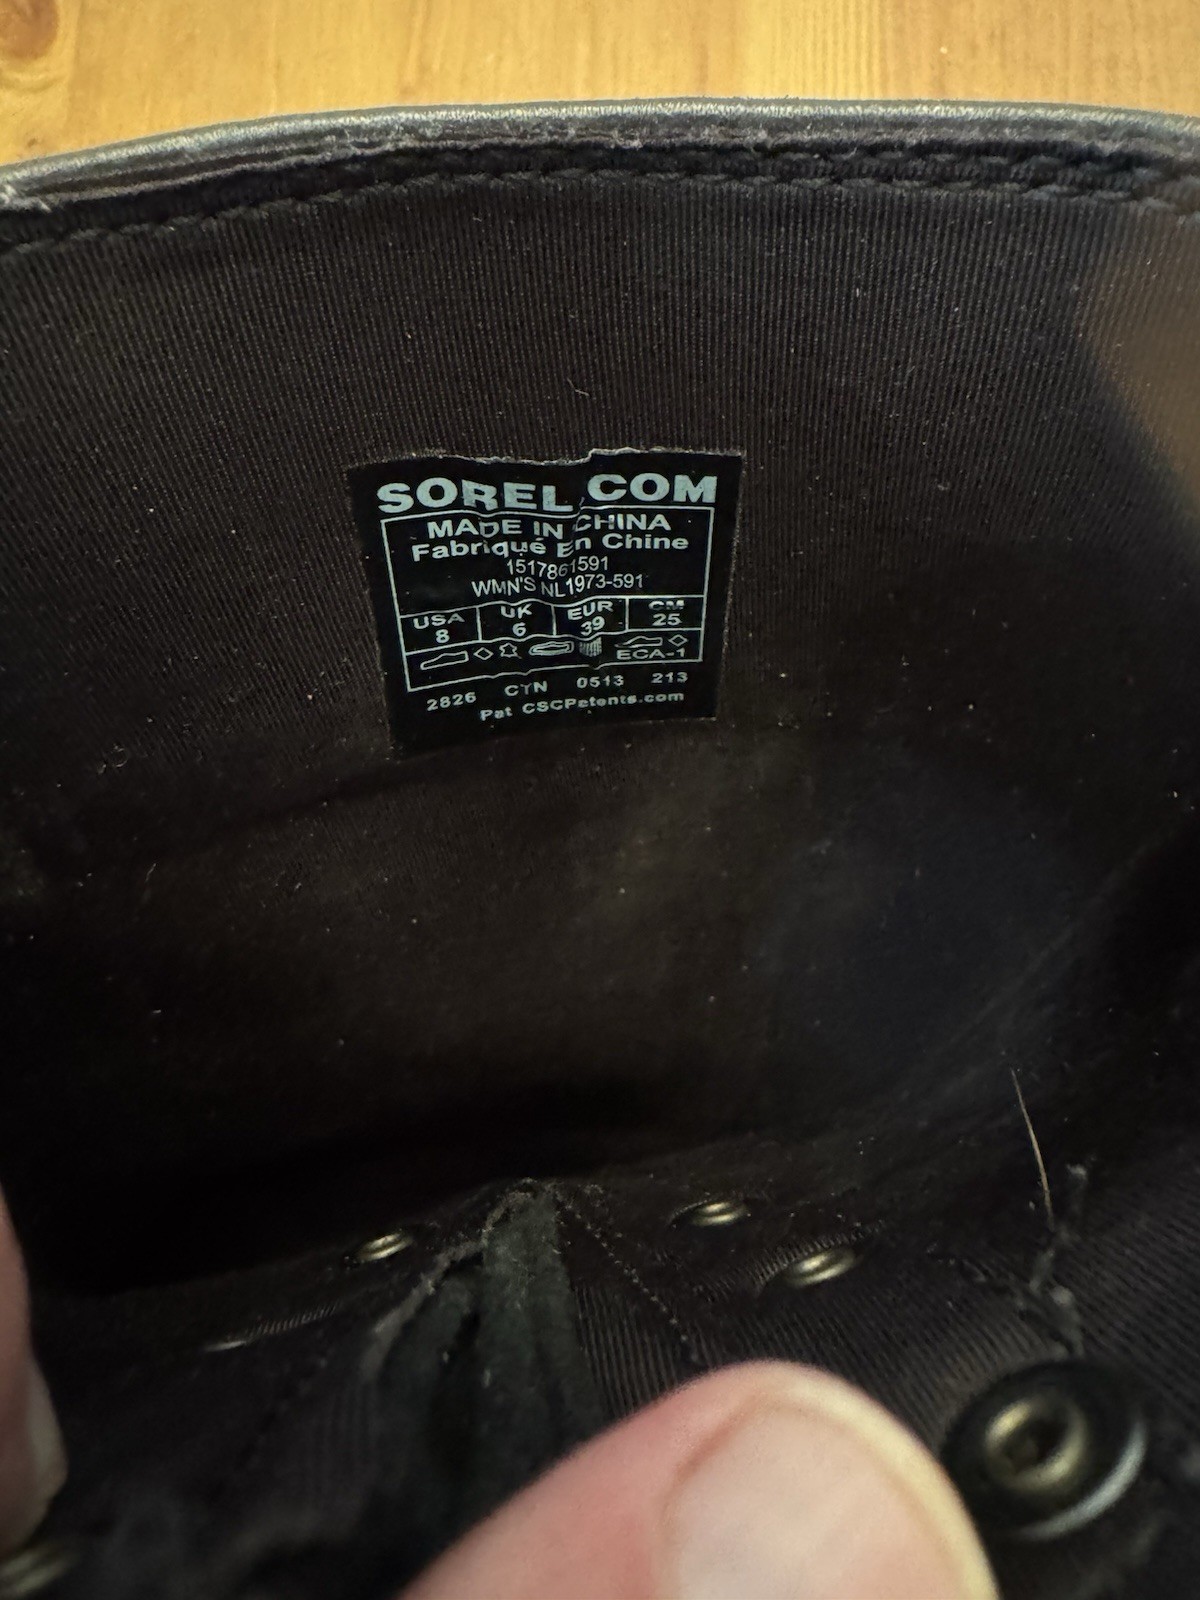 SOREL.COM
MADE IN CHINA
Fabriqué En Chine
1517861591
WMN'S NL1973-591
USA UK EUR CM
8 6 39 25
ECA-1
2826 CTN 0513 213
Pat CSCPatents.com